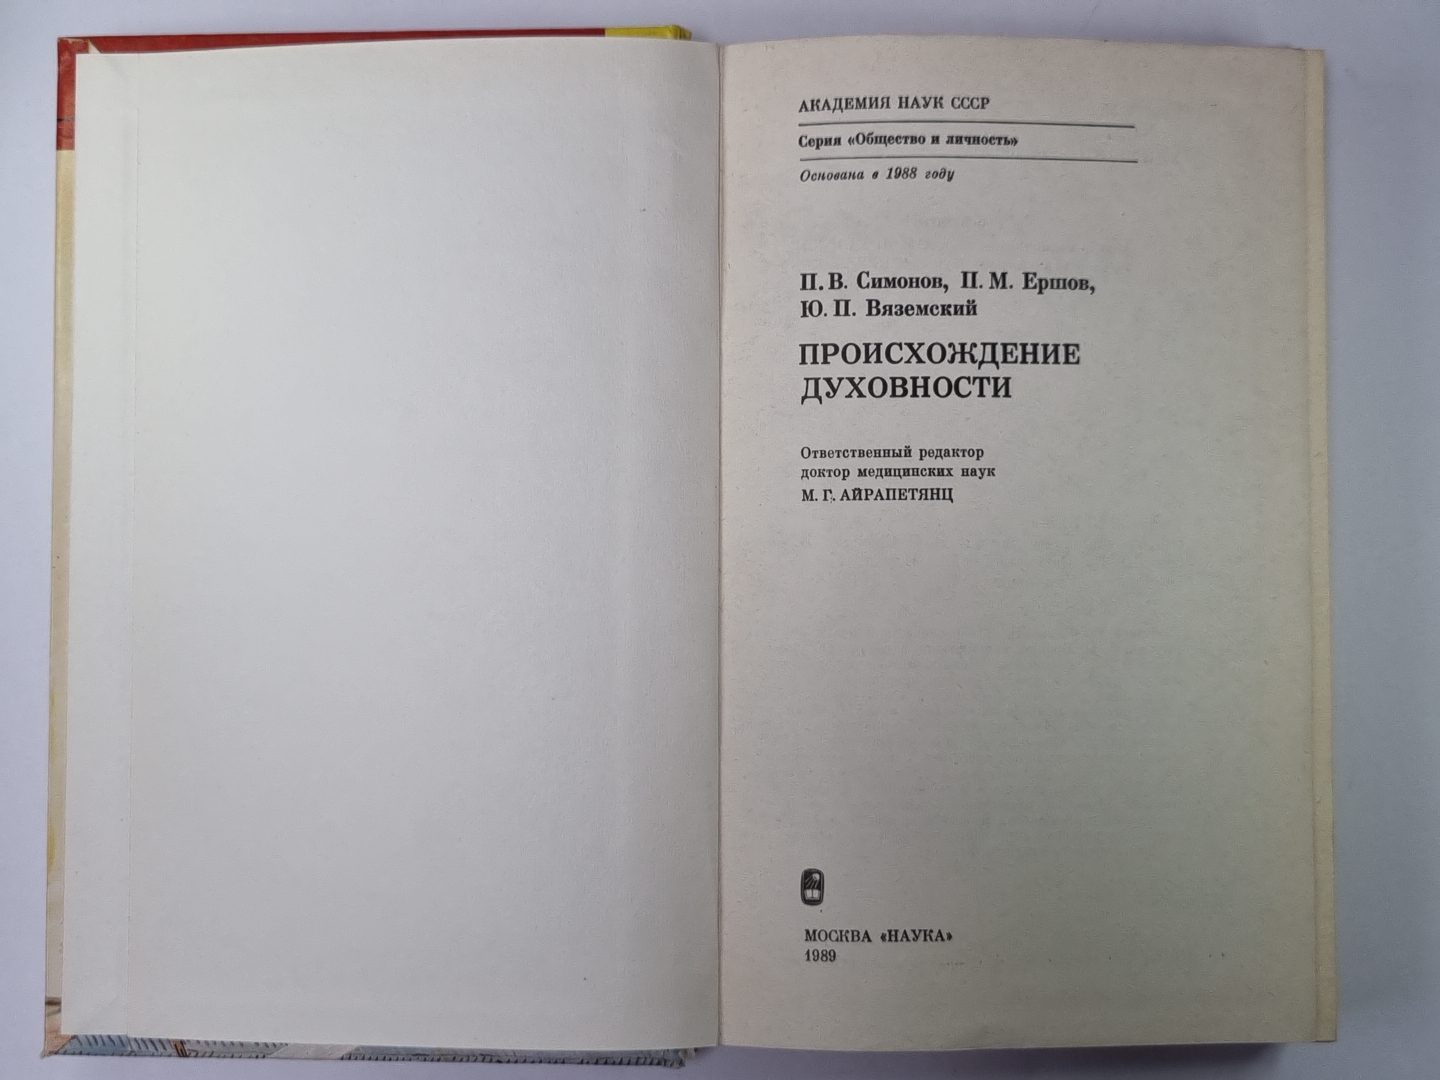 АКАДЕМИЯ НАУК СССР
Серия «Общество и личность»
Основана в 1988 году
П. В. Симонов, П. М. Ершов,
Ю. П. Вяземский
ПРОИСХОЖДЕНИЕ
ДУХОВНОСТИ
Ответственный редактор
доктор медицинских наук
М. Г. АЙРАПЕТЯНЦ
МОСКВА «НАУКА»
1989